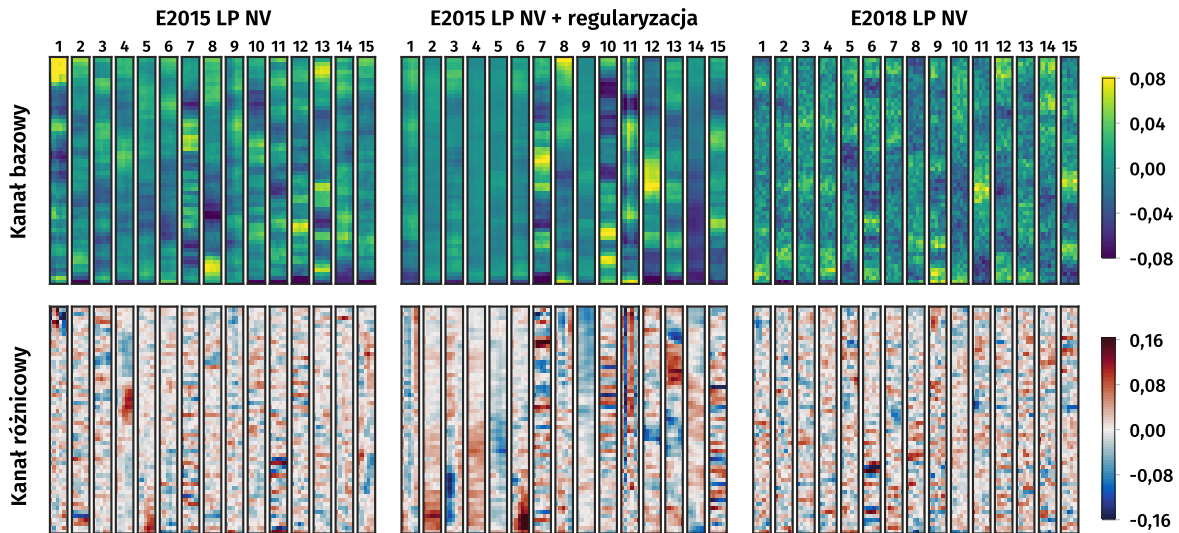 E2015 LP NV
E2015 LP NV + regularyzacja
E2018 LP NV
1 2 3 4 5 6 7 8 9 10 11 12 13 14 15
1 2 3 4 5 6 7 8 9 10 11 12 13 14 15
1 2 3 4 5 6 7 8 9 10 11 12 13 14 15
Kanał bazowy
0,08
0,04
0,00
-0,04
-0,08
Kanał różnicowy
0,16
0,08
0,00
-0,08
-0,16